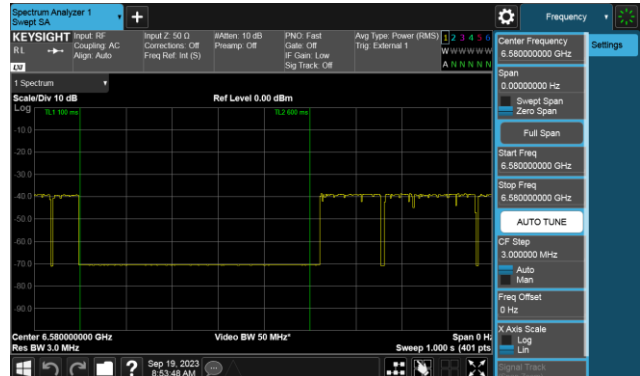 Spectrum Analyzer 1
Swept SA
+
Frequency
KEYSIGHT
RL
LXI
Input: RF
Coupling: AC
Align: Auto
Input Z: 50 Ω
Corrections: Off
Freq Ref: Int (S)
#Atten: 10 dB
Preamp: Off
PNO: Fast
Gate: Off
IF Gain: Low
Sig Track: Off
Avg Type: Power (RMS)
Trig: External 1
1 2 3 4 5 6
W W W W W W
A N N N N N
1 Spectrum
Scale/Div 10 dB
Ref Level 0.00 dBm
Log
TL1 100 ms
TL2 600 ms
-10.0
-20.0
-30.0
-40.0
-50.0
-60.0
-70.0
-80.0
-90.0
Center 6.580000000 GHz
Res BW 3.0 MHz
Video BW 50 MHz*
Span 0 Hz
Sweep 1.000 s (401 pts
?
Sep 19, 2023
8:53:48 AM
Center Frequency
6.580000000 GHz
Span
0.00000000 Hz
Swept Span
Zero Span
Full Span
Start Freq
6.580000000 GHz
Stop Freq
6.580000000 GHz
AUTO TUNE
CF Step
3.000000 MHz
Auto
Man
Freq Offset
0 Hz
X Axis Scale
Log
Lin
Signal Track
Settings